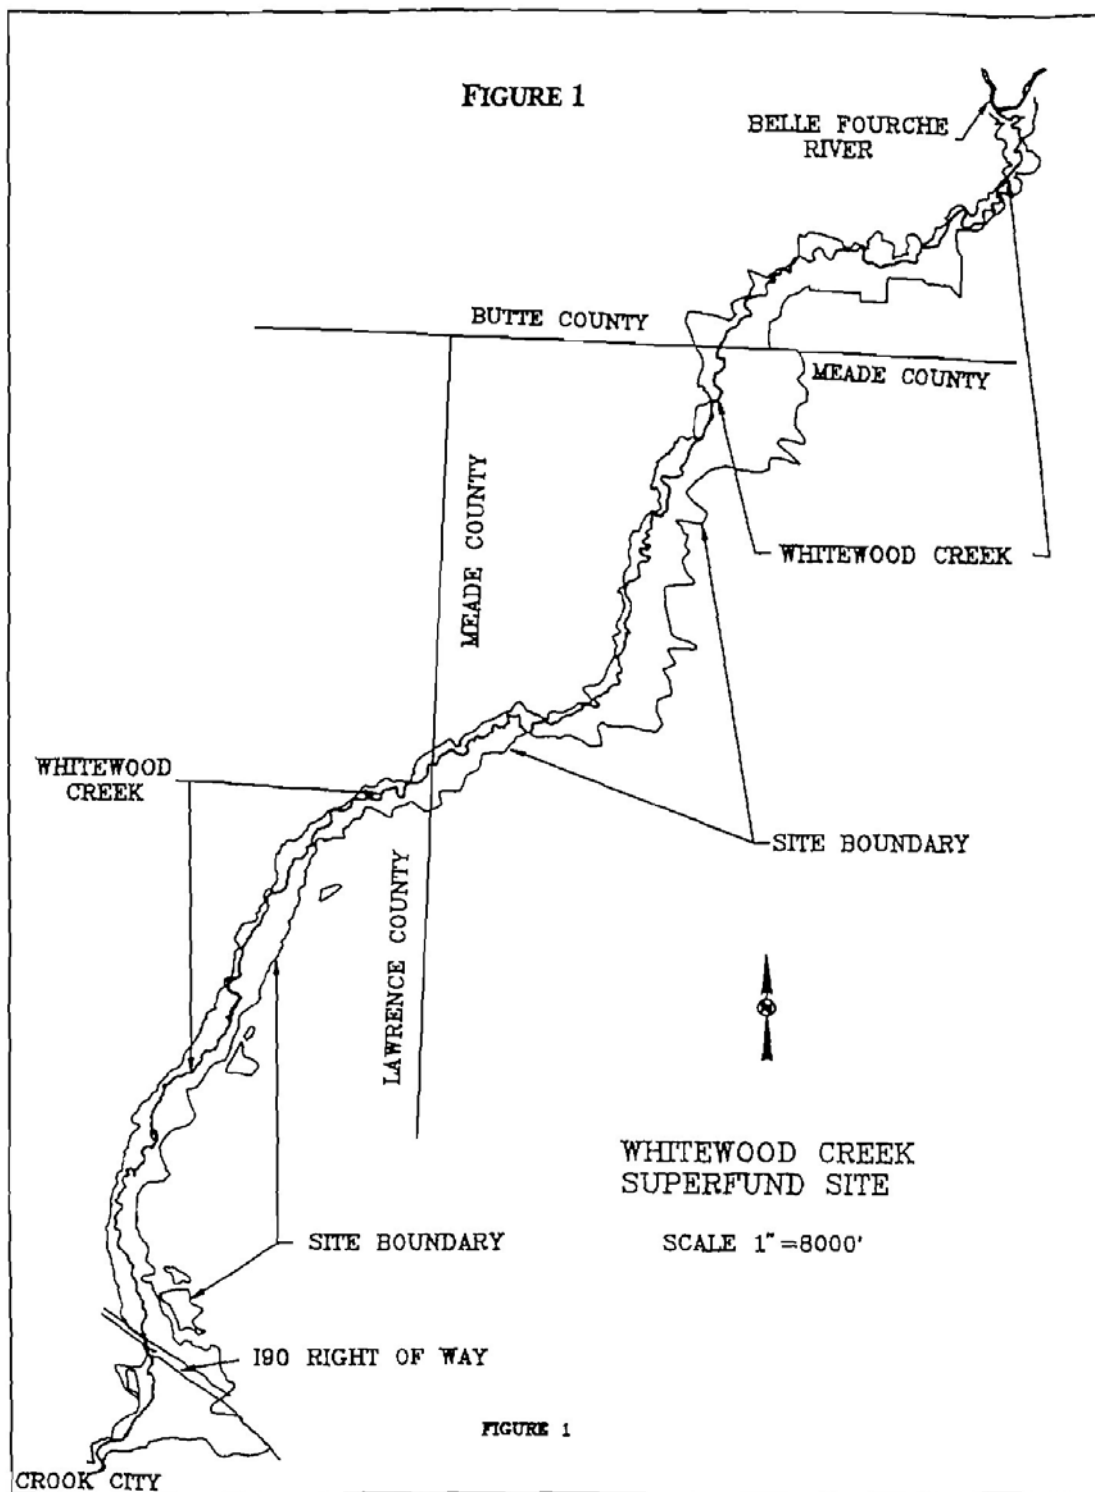 FIGURE 1
BELLE FOURCHE
RIVER
BUTTE COUNTY
MEADE COUNTY
MEADE COUNTY
WHITEWOOD CREEK
WHITEWOOD
CREEK
SITE BOUNDARY
LAWRENCE COUNTY
WHITEWOOD CREEK
SUPERFUND SITE
SCALE 1"=8000'
SITE BOUNDARY
I90 RIGHT OF WAY
FIGURE 1
CROOK CITY